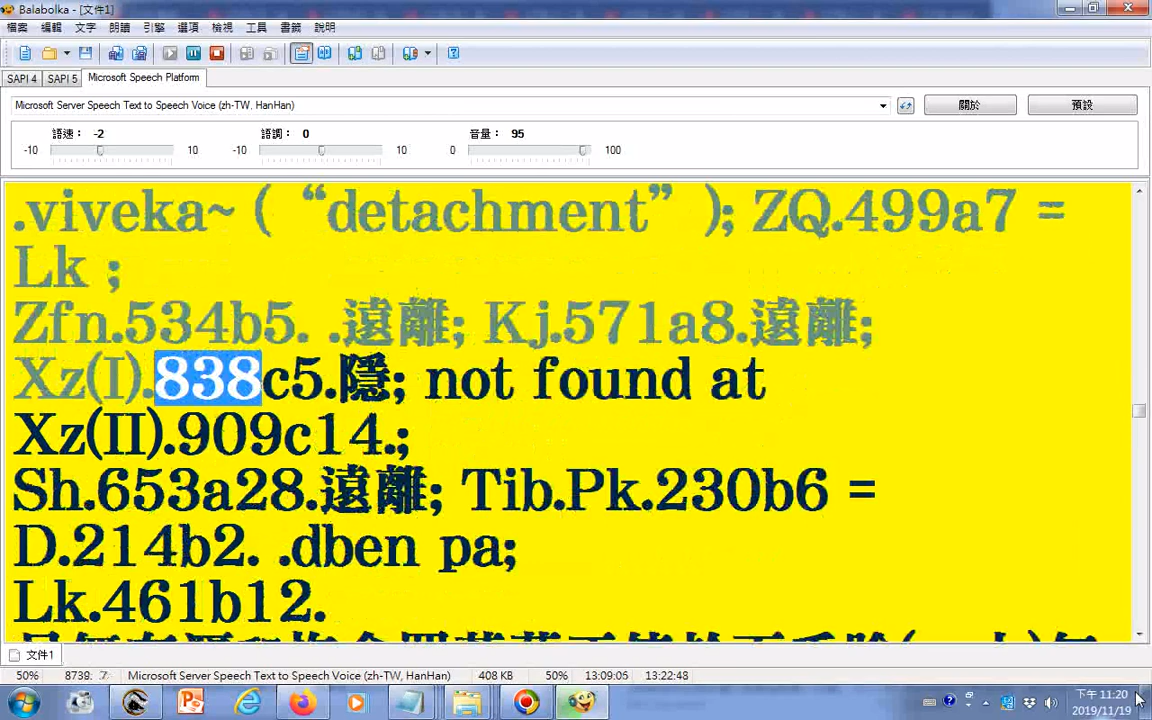 Balabolka - [文件1]
檔案 編輯 文字 朗讀 引擎 選項 檢視 工具 書籤 說明
SAPI 4 SAPI 5 Microsoft Speech Platform
Microsoft Server Speech Text to Speech Voice (zh-TW, HanHan) 關於 預設
語速： -2 語調： 0 音量： 95
-10 10 -10 10 0 100
.viveka~ (“detachment”); ZQ.499a7 =
Lk ;
Zfn.534b5. .遠離; Kj.571a8.遠離;
Xz(I).838c5.隱; not found at
Xz(II).909c14.;
Sh.653a28.遠離; Tib.Pk.230b6 =
D.214b2. .dben pa;
Lk.461b12.
文件1
50% Microsoft Server Speech Text to Speech Voice (zh-TW, HanHan) 408 KB 50% 13:09:05 13:22:48
下午 11:20
2019/11/19